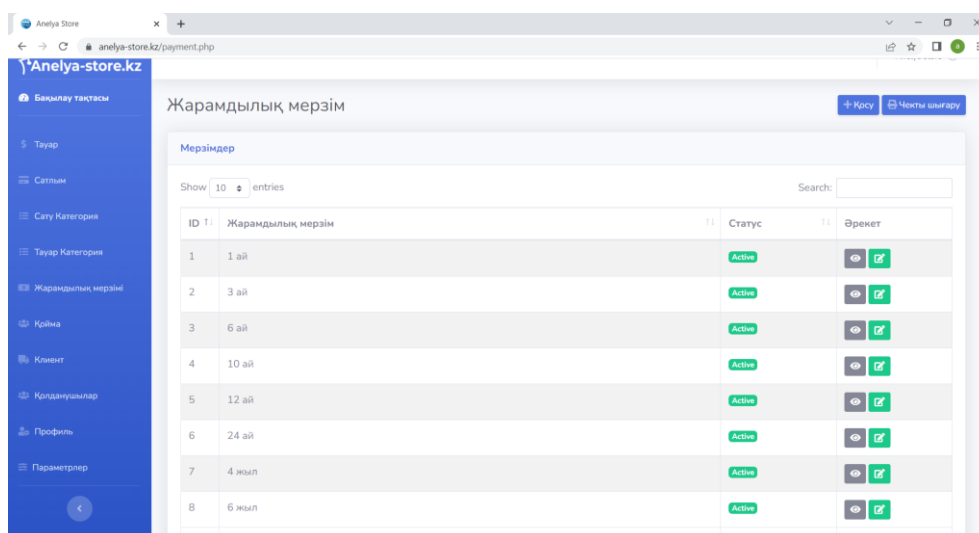 Anelya Store
anelya-store.kz/payment.php
Anelya-store.kz
Бақылау тақтасы
Тауар
Сатлым
Сату Категория
Тауар Категория
Жарамдылық мерзіні
Қойма
Клиент
Қолданушылар
Профиль
Параметрлер
Жарамдылық мерзім
Қосу
Чекты шығару
Мерзімдер
Show 10 entries
Search:
ID Жарамдылық мерзім Статус Әрекет
1 1 ай Active
2 3 ай Active
3 6 ай Active
4 10 ай Active
5 12 ай Active
6 24 ай Active
7 4 жыл Active
8 6 жыл Active